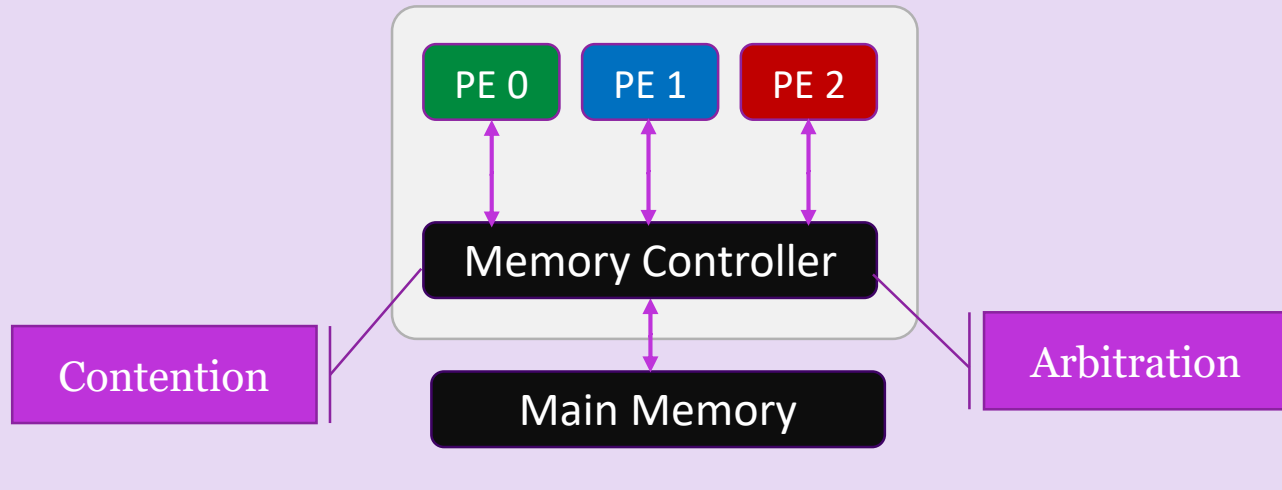 PE 0
PE 1
PE 2
Memory Controller
Contention
Arbitration
Main Memory